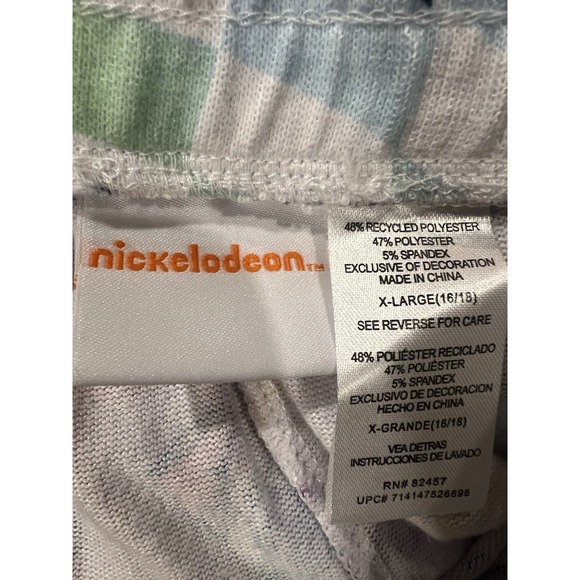 nickelodeon™
48% RECYCLED POLYESTER
47% POLYESTER
5% SPANDEX
EXCLUSIVE OF DECORATION
MADE IN CHINA
X-LARGE(16/18)
SEE REVERSE FOR CARE
48% POLIÉSTER RECICLADO
47% POLIÉSTER
5% SPANDEX
EXCLUSIVO DE DECORACION
HECHO EN CHINA
X-GRANDE(16/18)
VEA DETRAS
INSTRUCCIONES DE LAVADO
RN# 82457
UPC# 714147526698